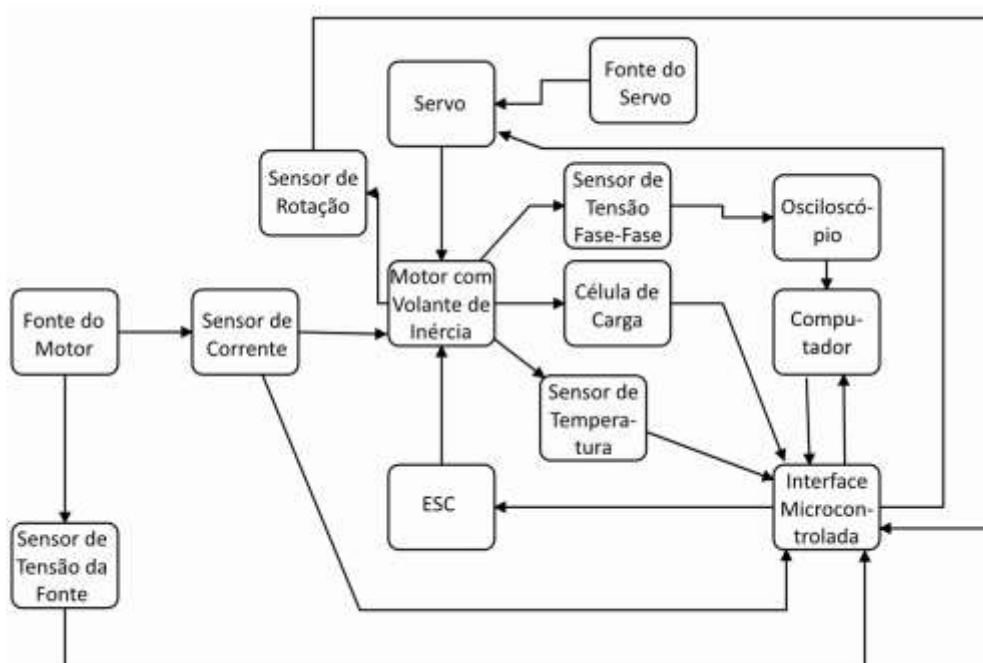 Servo
Fonte do
Servo
Sensor de
Rotação
Sensor de
Tensão
Fase-Fase
Osciloscó-
pio
Motor com
Volante de
Inércia
Célula de
Carga
Fonte do
Motor
Sensor de
Corrente
Compu-
tador
Sensor de
Tempera-
tura
ESC
Interface
Microcon-
trolada
Sensor de
Tensão da
Fonte